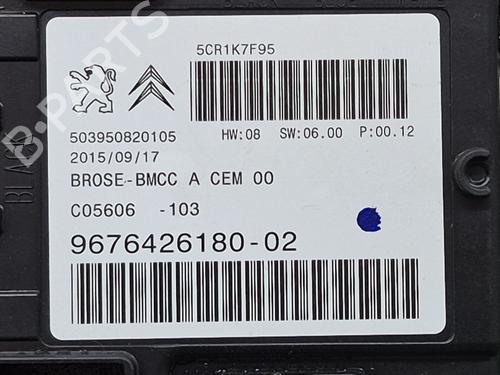 5CR1K7F95
503950820105 HW:08 SW:06.00 P:00.12
2015/09/17
BROSE-BMCC A CEM 00
C05606 -103
9676426180-02
BLACK
B-PARTS